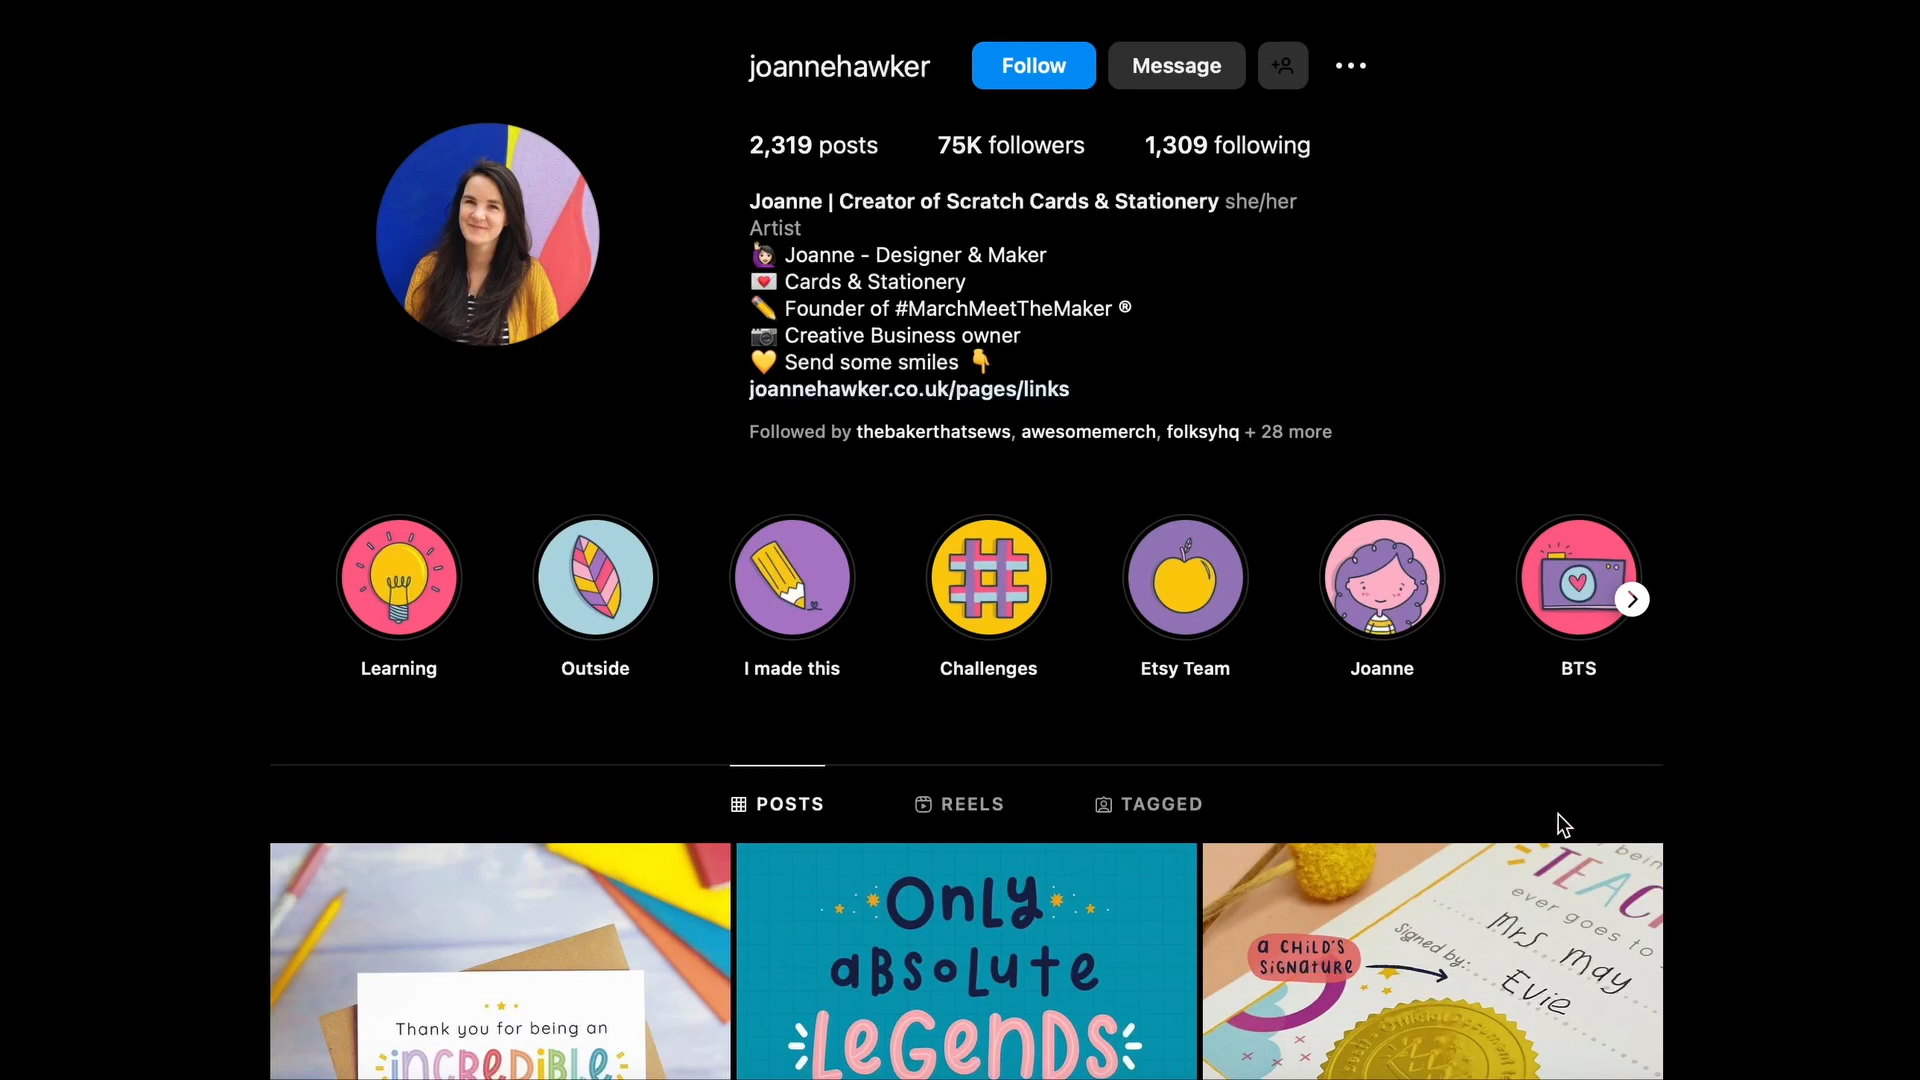 joannehawker
Follow
Message
2,319 posts
75K followers
1,309 following
Joanne | Creator of Scratch Cards & Stationery she/her
Artist
🙋🏻‍♀️ Joanne - Designer & Maker
💌 Cards & Stationery
✏️ Founder of #MarchMeetTheMaker ®
📷 Creative Business owner
💛 Send some smiles 👇
joannehawker.co.uk/pages/links
Followed by thebakerthatsews, awesomemerch, folksyhq + 28 more
Learning
Outside
I made this
Challenges
Etsy Team
Joanne
BTS
POSTS
REELS
TAGGED
Thank you for being an
iNCREDiBLE
Only
aBSoLute
LeGeNDS
being
TEAC
ever goes to
Mrs May
Signed by:
Evie
a CHiLD'S
SiGNatuRE
Official Document